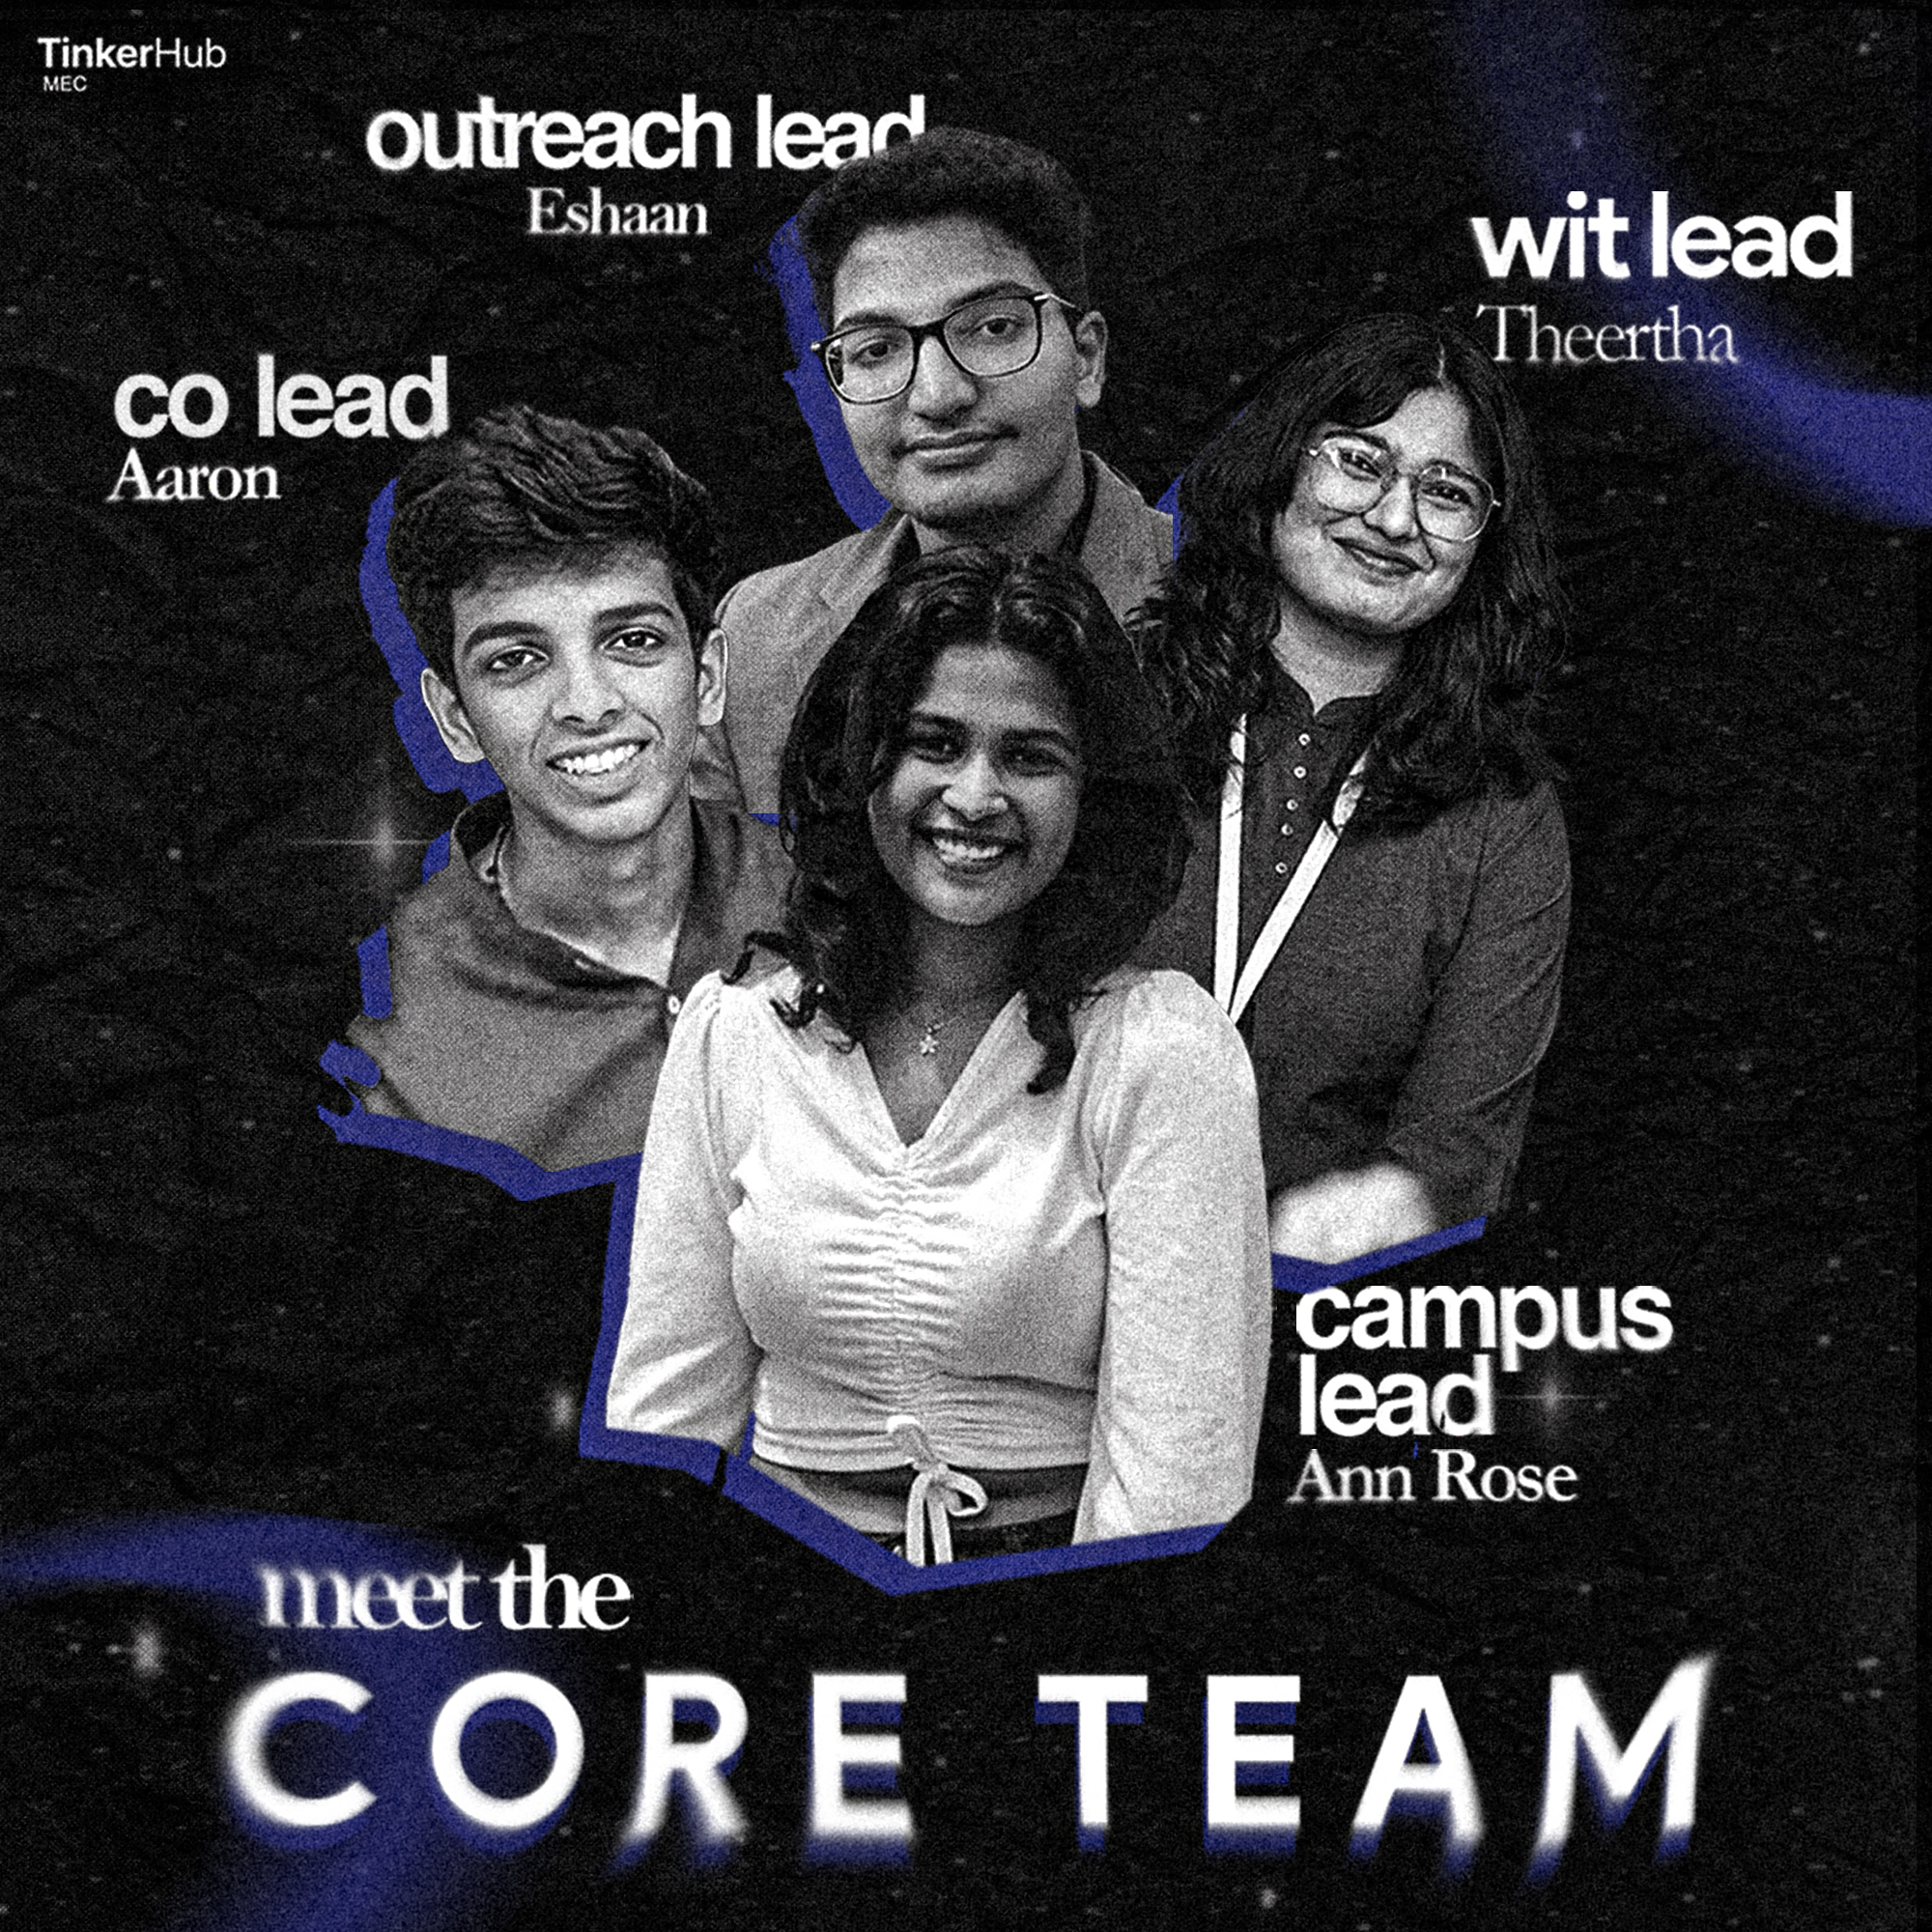 TinkerHub
MEC
outreach lead
Eshaan
wit lead
Theertha
co lead
Aaron
campus
lead
Ann Rose
meet the
CORE TEAM